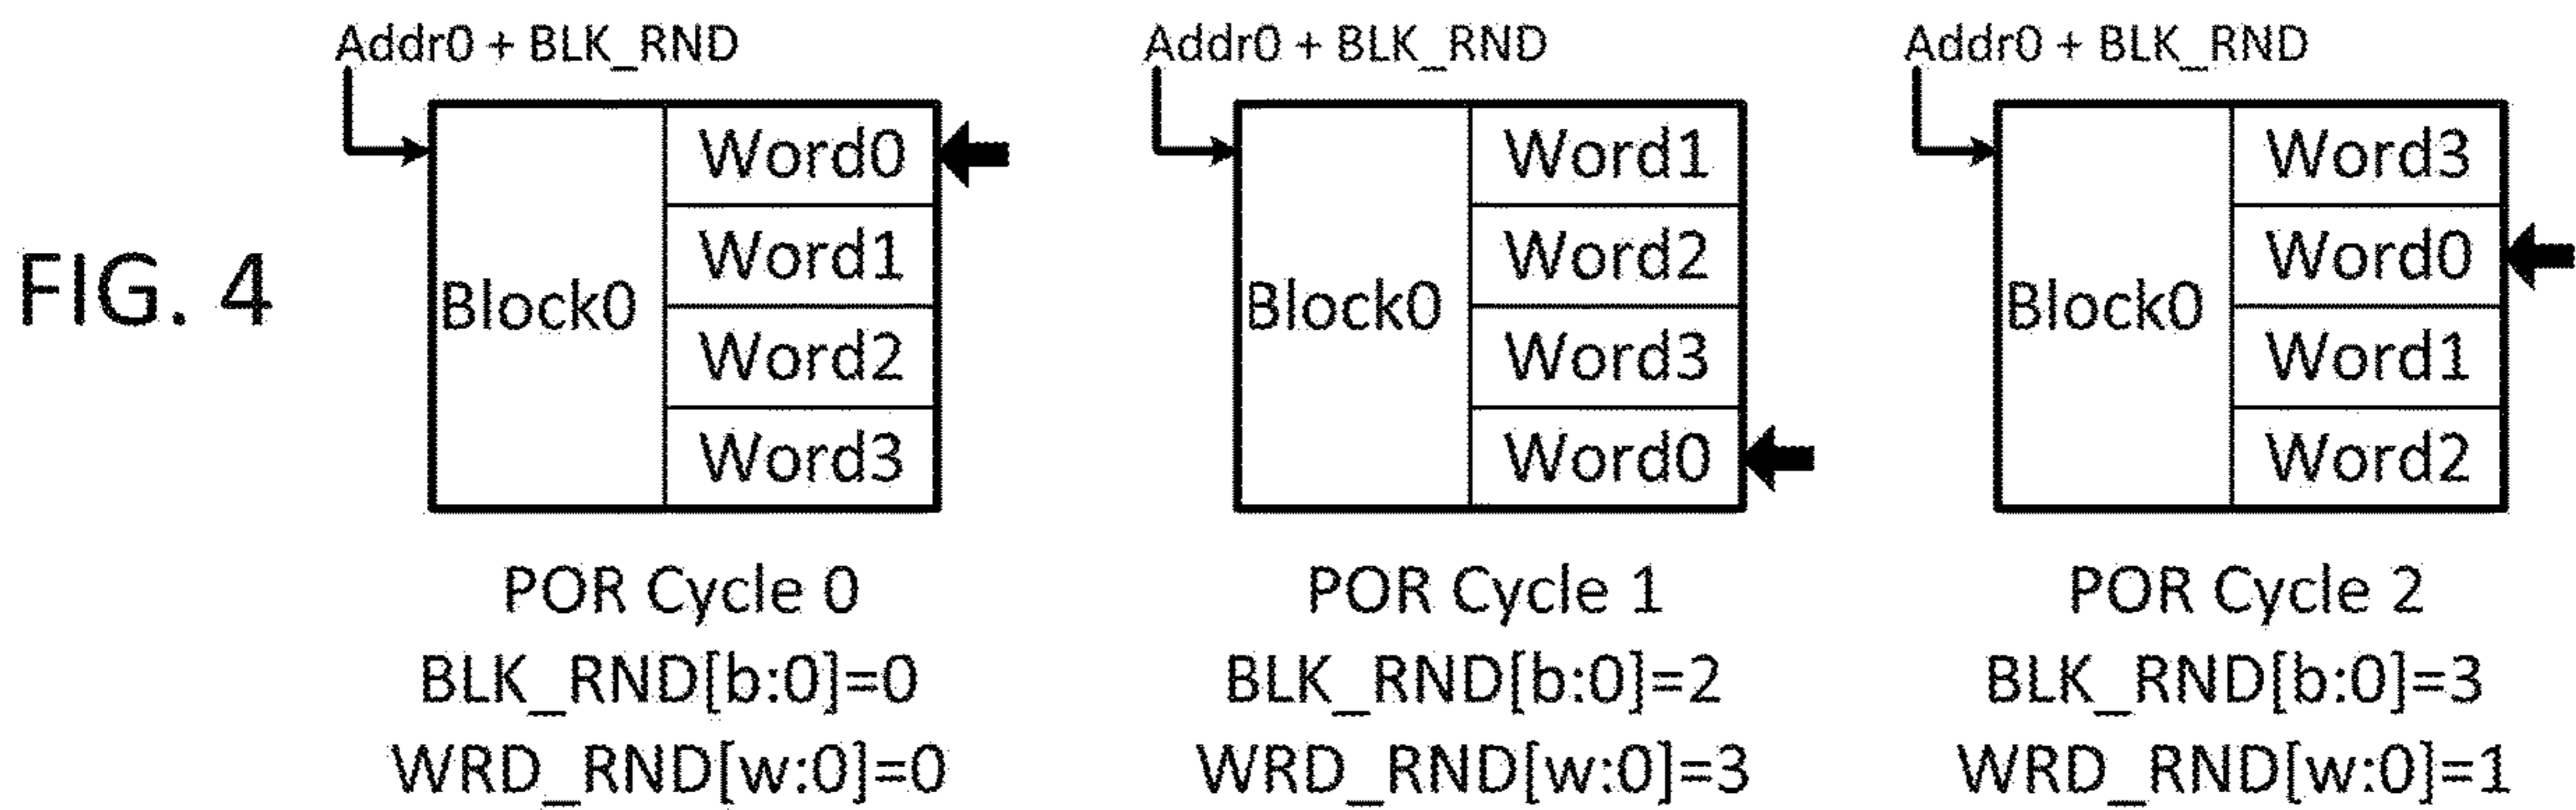 FIG. 4
Addr0 + BLK_RND
Block0
Word0
Word1
Word2
Word3
POR Cycle 0
BLK_RND[b:0]=0
WRD_RND[w:0]=0
Addr0 + BLK_RND
Block0
Word1
Word2
Word3
Word0
POR Cycle 1
BLK_RND[b:0]=2
WRD_RND[w:0]=3
Addr0 + BLK_RND
Block0
Word3
Word0
Word1
Word2
POR Cycle 2
BLK_RND[b:0]=3
WRD_RND[w:0]=1